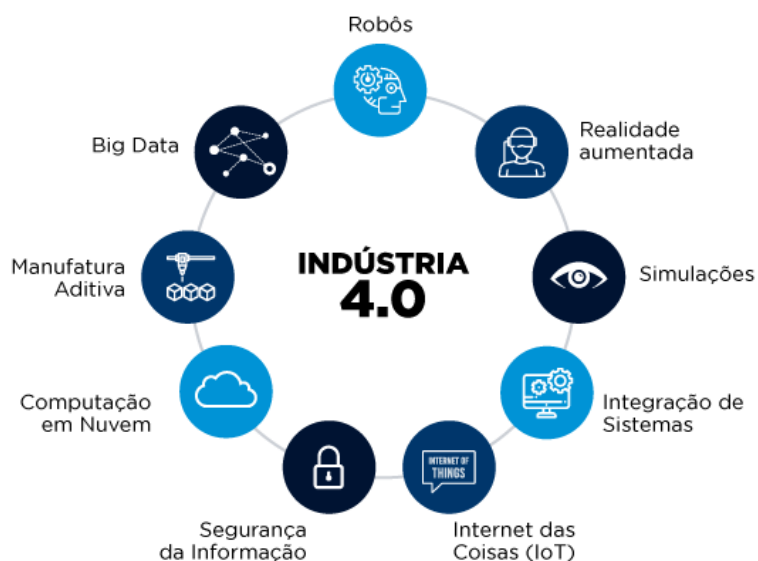 Robôs
Big Data
Realidade
aumentada
Manufatura
Aditiva
INDÚSTRIA
4.0
Simulações
Computação
em Nuvem
Integração de
Sistemas
INTERNET OF
THINGS
Segurança
da Informação
Internet das
Coisas (IoT)